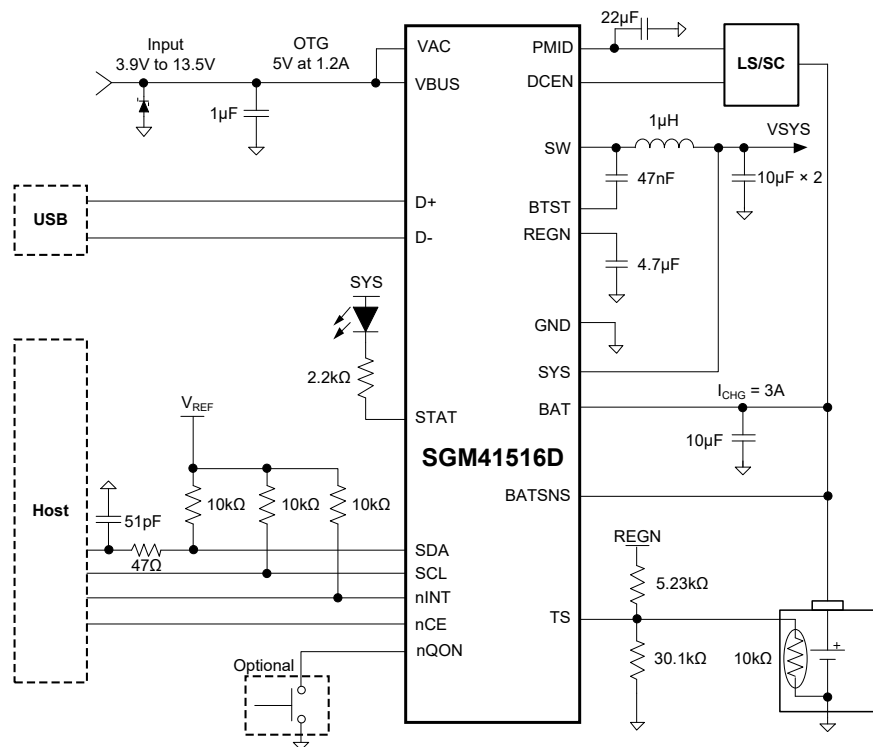 Input
3.9V to 13.5V
OTG
5V at 1.2A
1µF
VAC
VBUS
USB
D+
D-
SYS
2.2kΩ
STAT
VREF
10kΩ
10kΩ
10kΩ
Host
51pF
47Ω
SDA
SCL
nINT
nCE
nQON
Optional
SGM41516D
PMID
22µF
DCEN
LS/SC
SW
1µH
VSYS
47nF
10µF × 2
BTST
REGN
4.7µF
GND
SYS
BAT
ICHG = 3A
10µF
BATSNS
REGN
5.23kΩ
TS
30.1kΩ
10kΩ
+